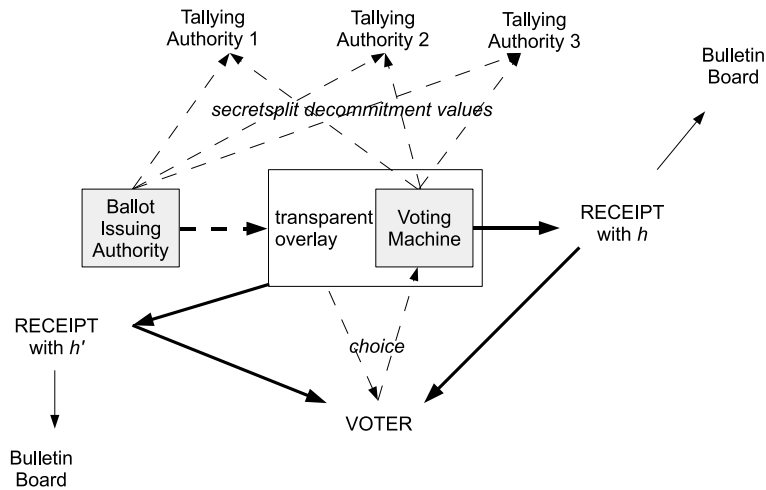 Tallying
Authority 1
Tallying
Authority 2
Tallying
Authority 3
Bulletin
Board
secretsplit decommitment values
Ballot
Issuing
Authority
transparent
overlay
Voting
Machine
RECEIPT
with h
RECEIPT
with h'
choice
VOTER
Bulletin
Board